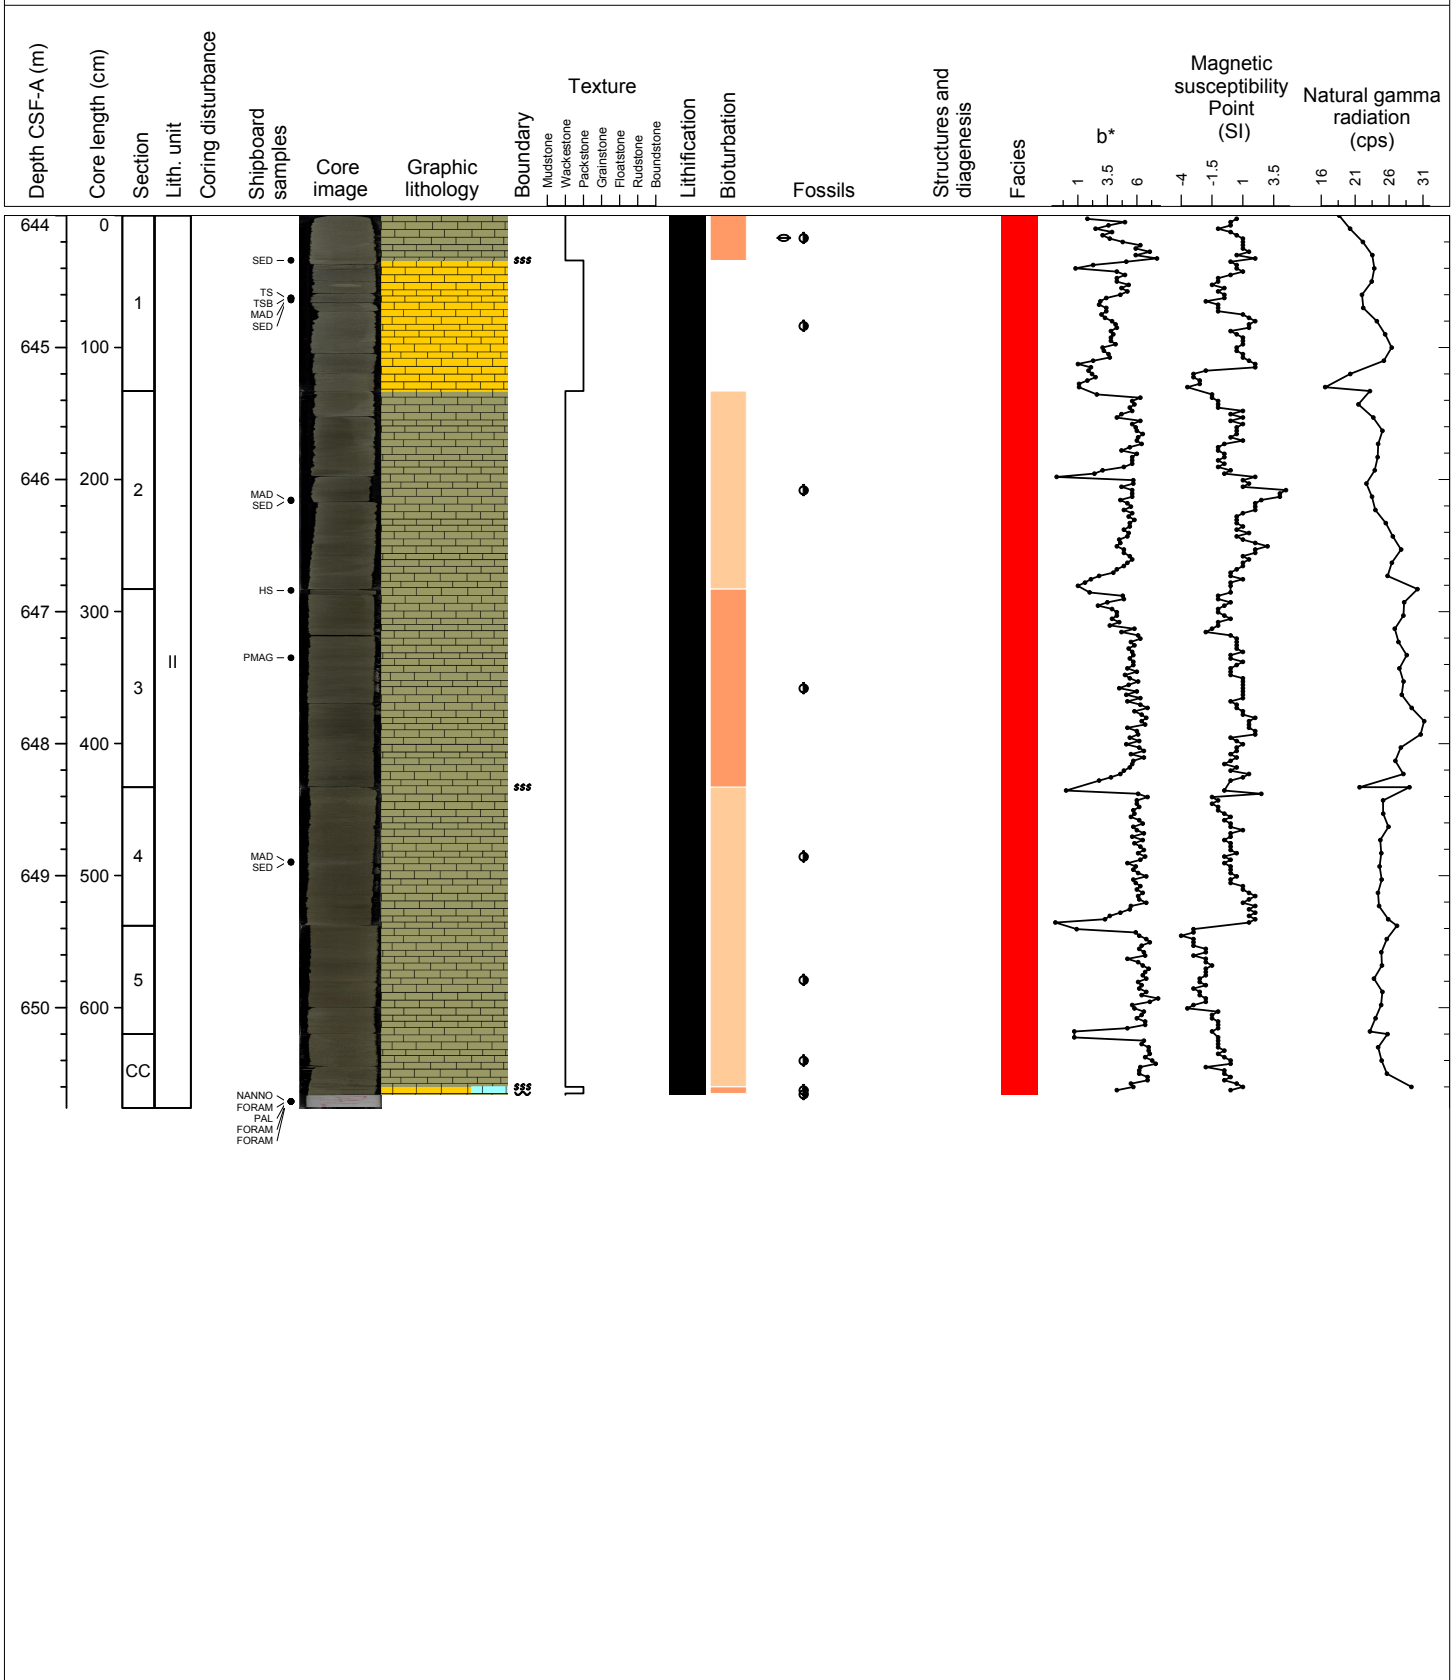 Depth CSF-A (m)
Core length (cm)
Section
Lith. unit
Coring disturbance
Shipboard
samples
Core
image
Graphic
lithology
Boundary
Texture
Mudstone
Wackestone
Packstone
Grainstone
Floatstone
Rudstone
Boundstone
Lithification
Bioturbation
Fossils
Structures and
diagenesis
Facies
b*
1 3.5 6
Magnetic
susceptibility
Point
(SI)
-4 -1.5 1 3.5
Natural gamma
radiation
(cps)
16 21 26 31
644
645
646
647
648
649
650
0
100
200
300
400
500
600
1
2
3
4
5
CC
II
SED
TS
TSB
MAD
SED
MAD
SED
HS
PMAG
MAD
SED
NANNO
FORAM
PAL
FORAM
FORAM
sss
sss
sss